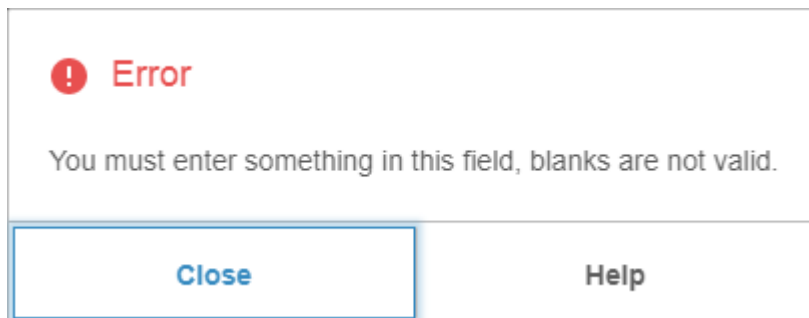 Error
You must enter something in this field, blanks are not valid.
Close
Help